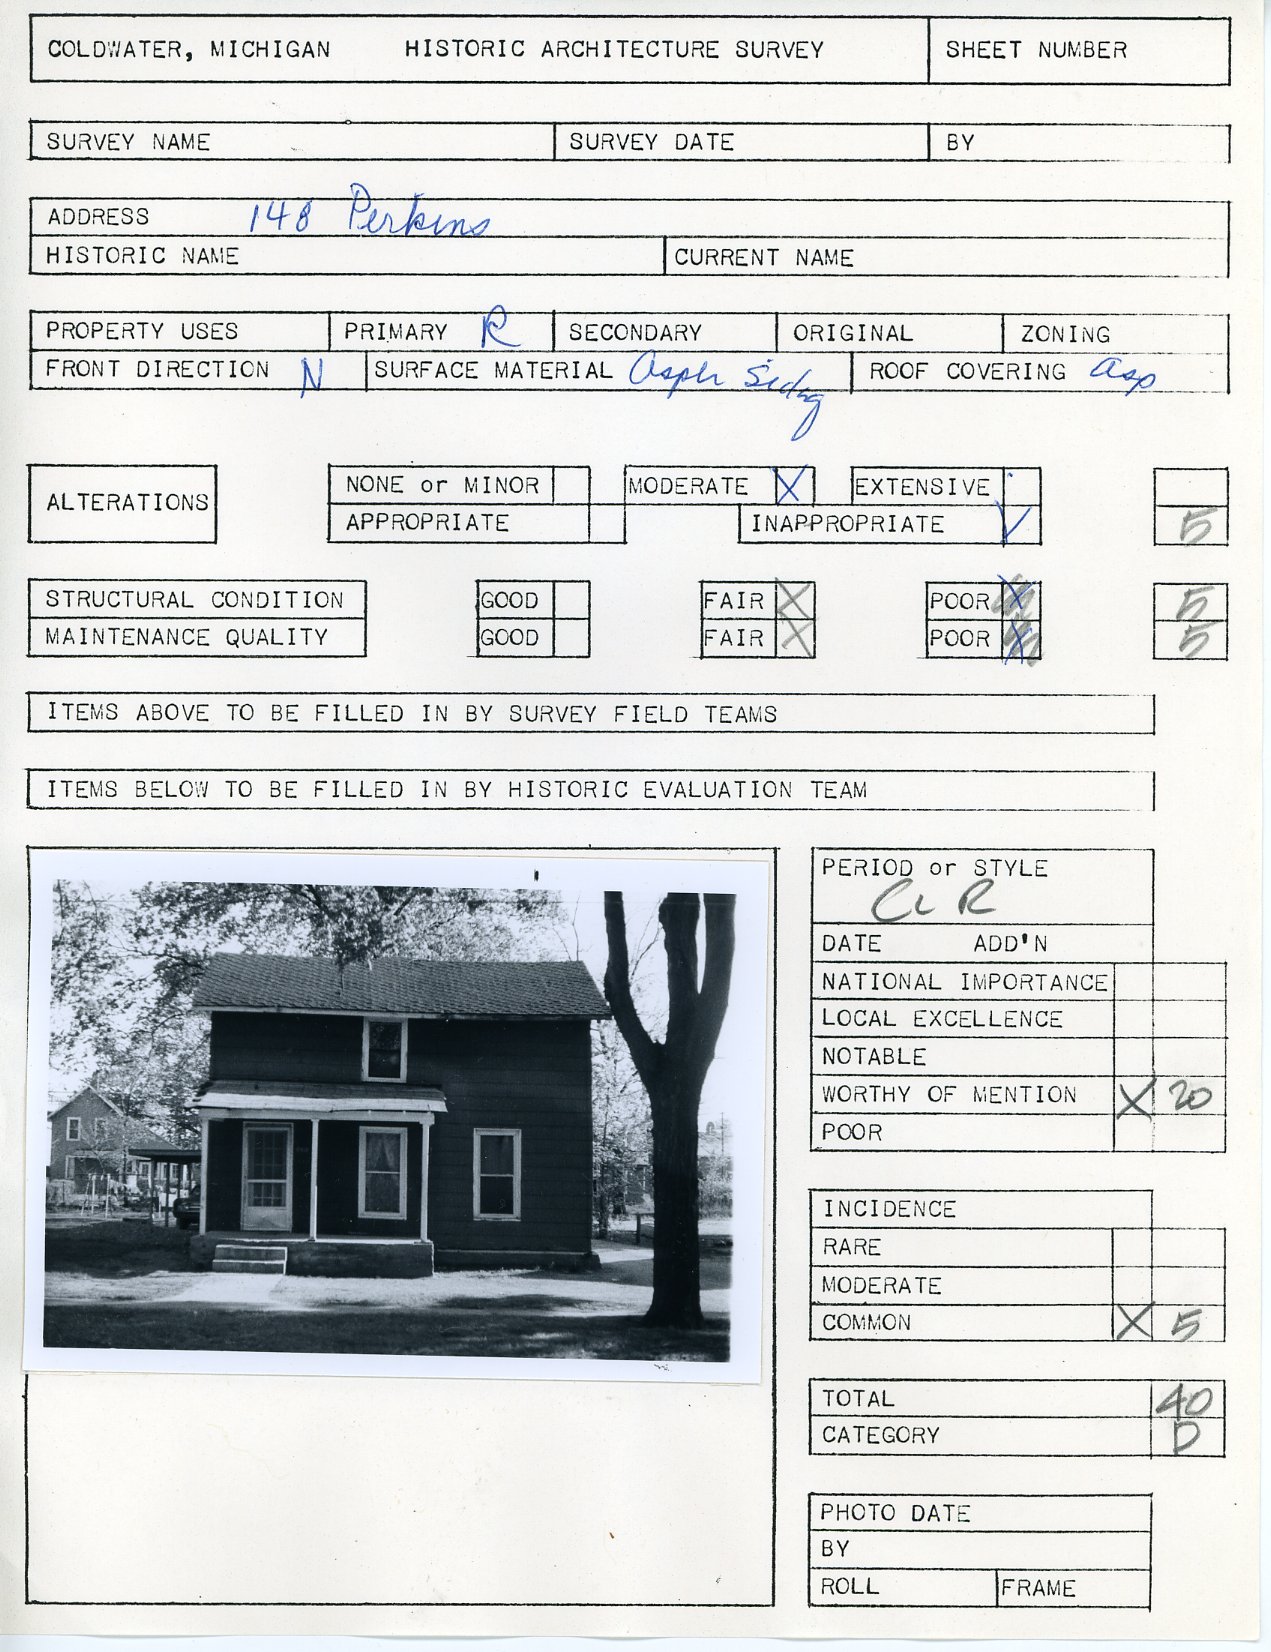 COLDWATER, MICHIGAN HISTORIC ARCHITECTURE SURVEY SHEET NUMBER
SURVEY NAME SURVEY DATE BY
ADDRESS 148 Perkins
HISTORIC NAME CURRENT NAME
PROPERTY USES PRIMARY R SECONDARY ORIGINAL ZONING
FRONT DIRECTION N SURFACE MATERIAL Asph Sidng ROOF COVERING Asp
ALTERATIONS
NONE or MINOR MODERATE X EXTENSIVE
APPROPRIATE INAPPROPRIATE 5
STRUCTURAL CONDITION GOOD FAIR X POOR X 5
MAINTENANCE QUALITY GOOD FAIR X POOR X 5
ITEMS ABOVE TO BE FILLED IN BY SURVEY FIELD TEAMS
ITEMS BELOW TO BE FILLED IN BY HISTORIC EVALUATION TEAM
PERIOD or STYLE
R
DATE ADD'N
NATIONAL IMPORTANCE
LOCAL EXCELLENCE
NOTABLE
WORTHY OF MENTION X 20
POOR
INCIDENCE
RARE
MODERATE
COMMON X 5
TOTAL 40
CATEGORY D
PHOTO DATE
BY
ROLL FRAME